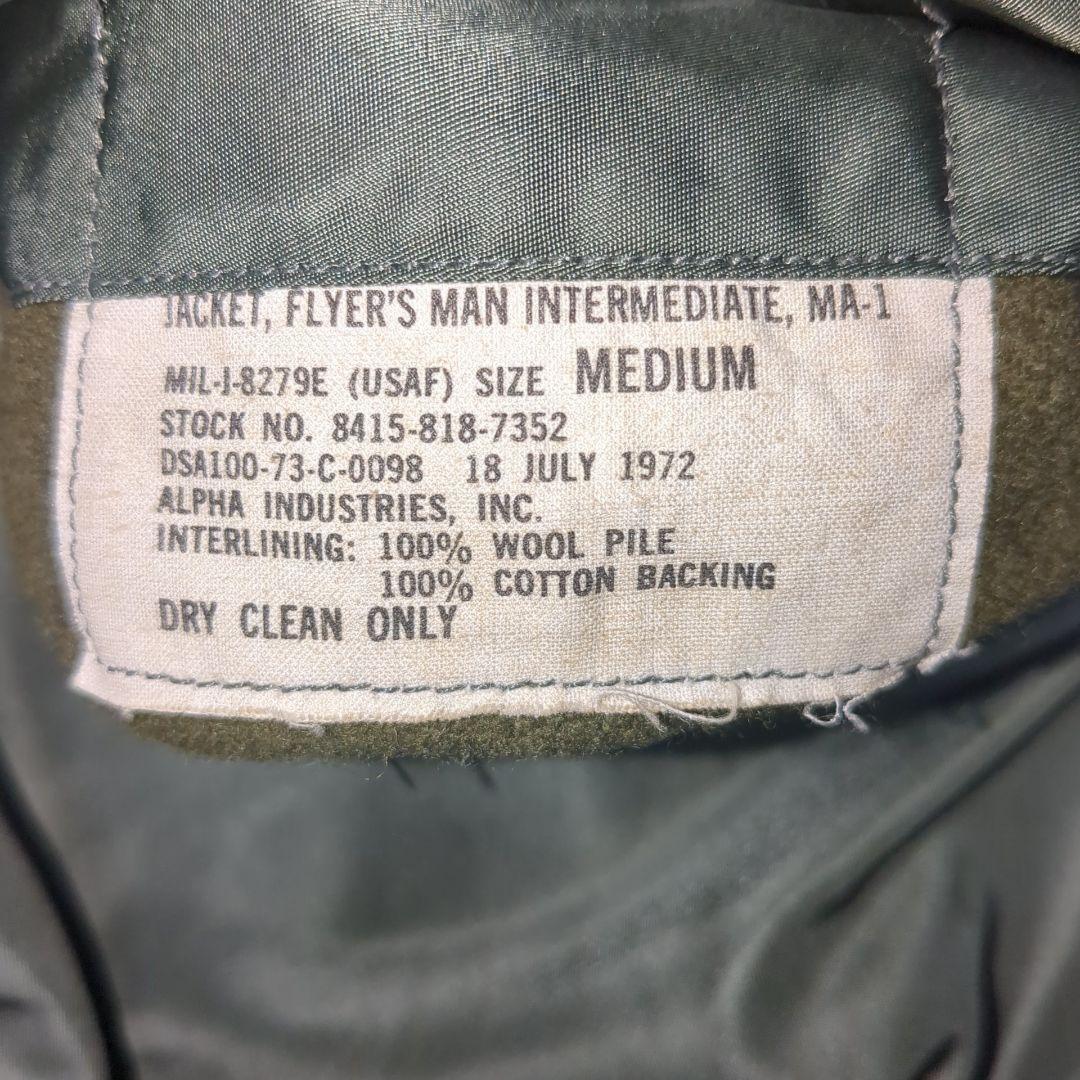 JACKET, FLYER'S MAN INTERMEDIATE, MA-1
MIL-J-8279E (USAF) SIZE MEDIUM
STOCK NO. 8415-818-7352
DSA100-73-C-0098 18 JULY 1972
ALPHA INDUSTRIES, INC.
INTERLINING: 100% WOOL PILE
100% COTTON BACKING
DRY CLEAN ONLY